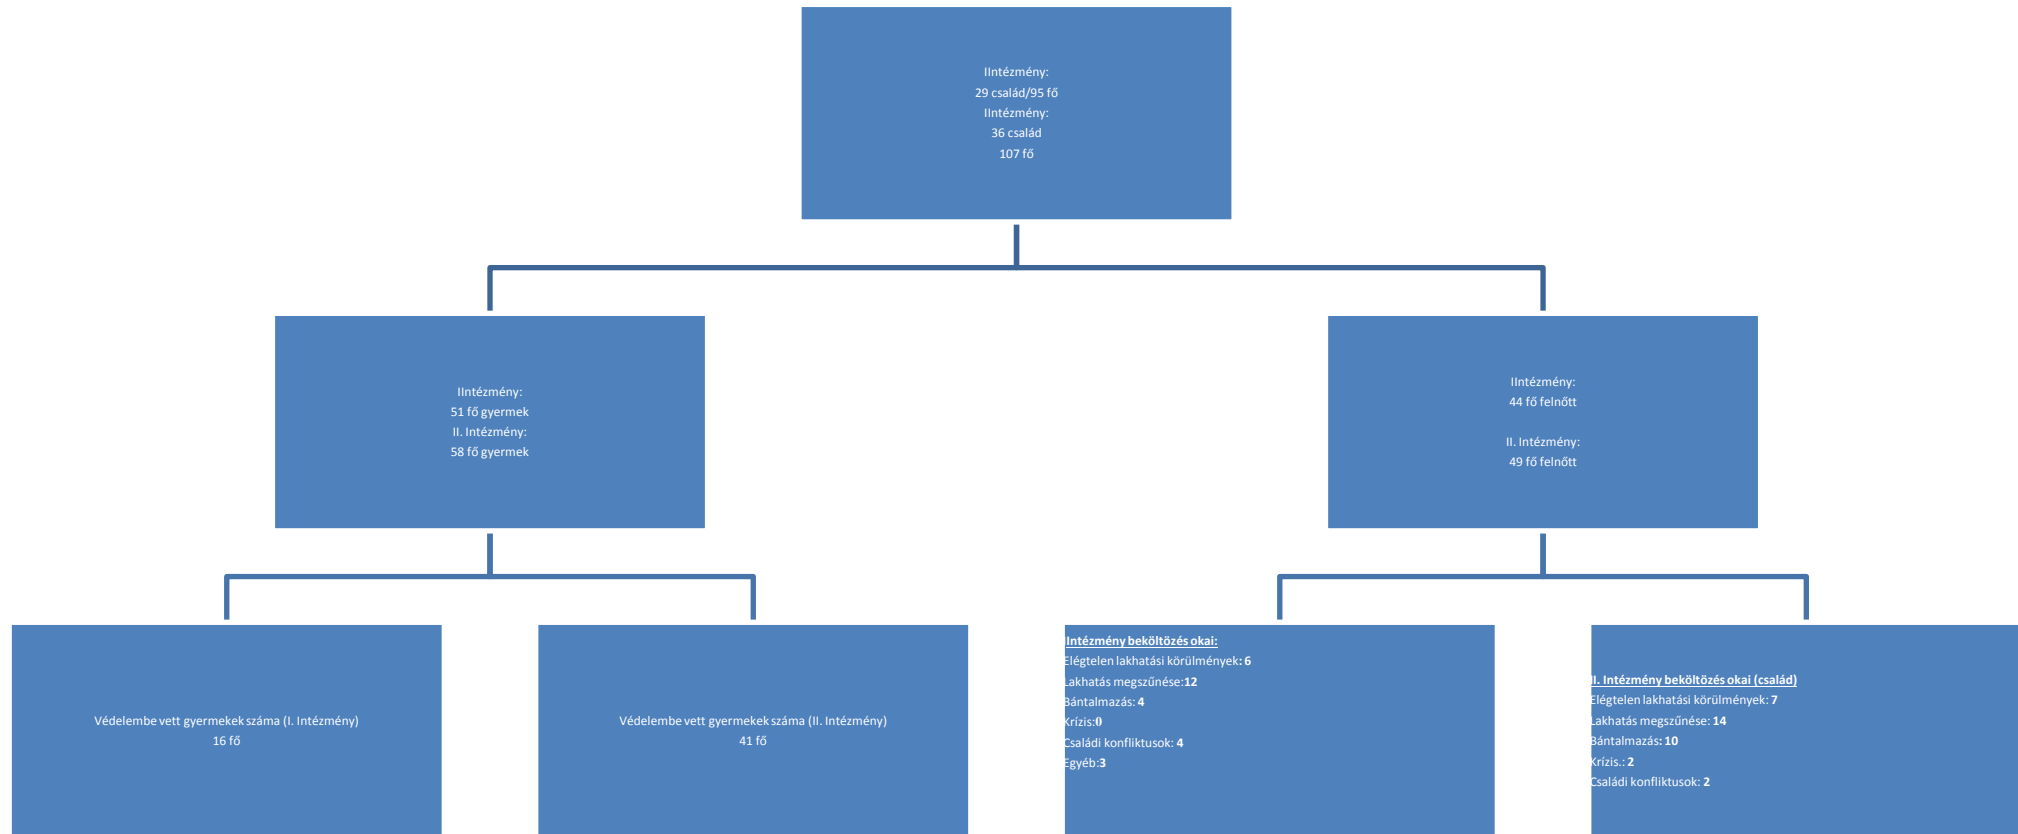 IIntézmény:
29 család/95 fő
IIntézmény:
36 család
107 fő
IIntézmény:
51 fő gyermek
II. Intézmény:
58 fő gyermek
IIntézmény:
44 fő felnőtt
II. Intézmény:
49 fő felnőtt
Védelembe vett gyermekek száma (I. Intézmény)
16 fő
Védelembe vett gyermekek száma (II. Intézmény)
41 fő
IIntézmény beköltözés okai:
Elégtelen lakhatási körülmények: 6
Lakhatás megszűnése:12
Bántalmazás: 4
Krízis:0
Családi konfliktusok: 4
Egyéb:3
II. Intézmény beköltözés okai (család)
Elégtelen lakhatási körülmények: 7
Lakhatás megszűnése: 14
Bántalmazás: 10
Krízis.: 2
Családi konfliktusok: 2